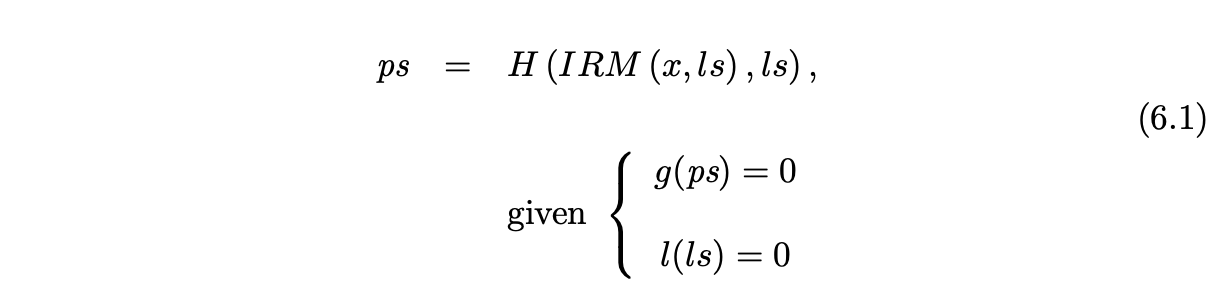 ps = H (IRM (x, ls) , ls) ,
(6.1)
g(ps) = 0
given {
l(ls) = 0